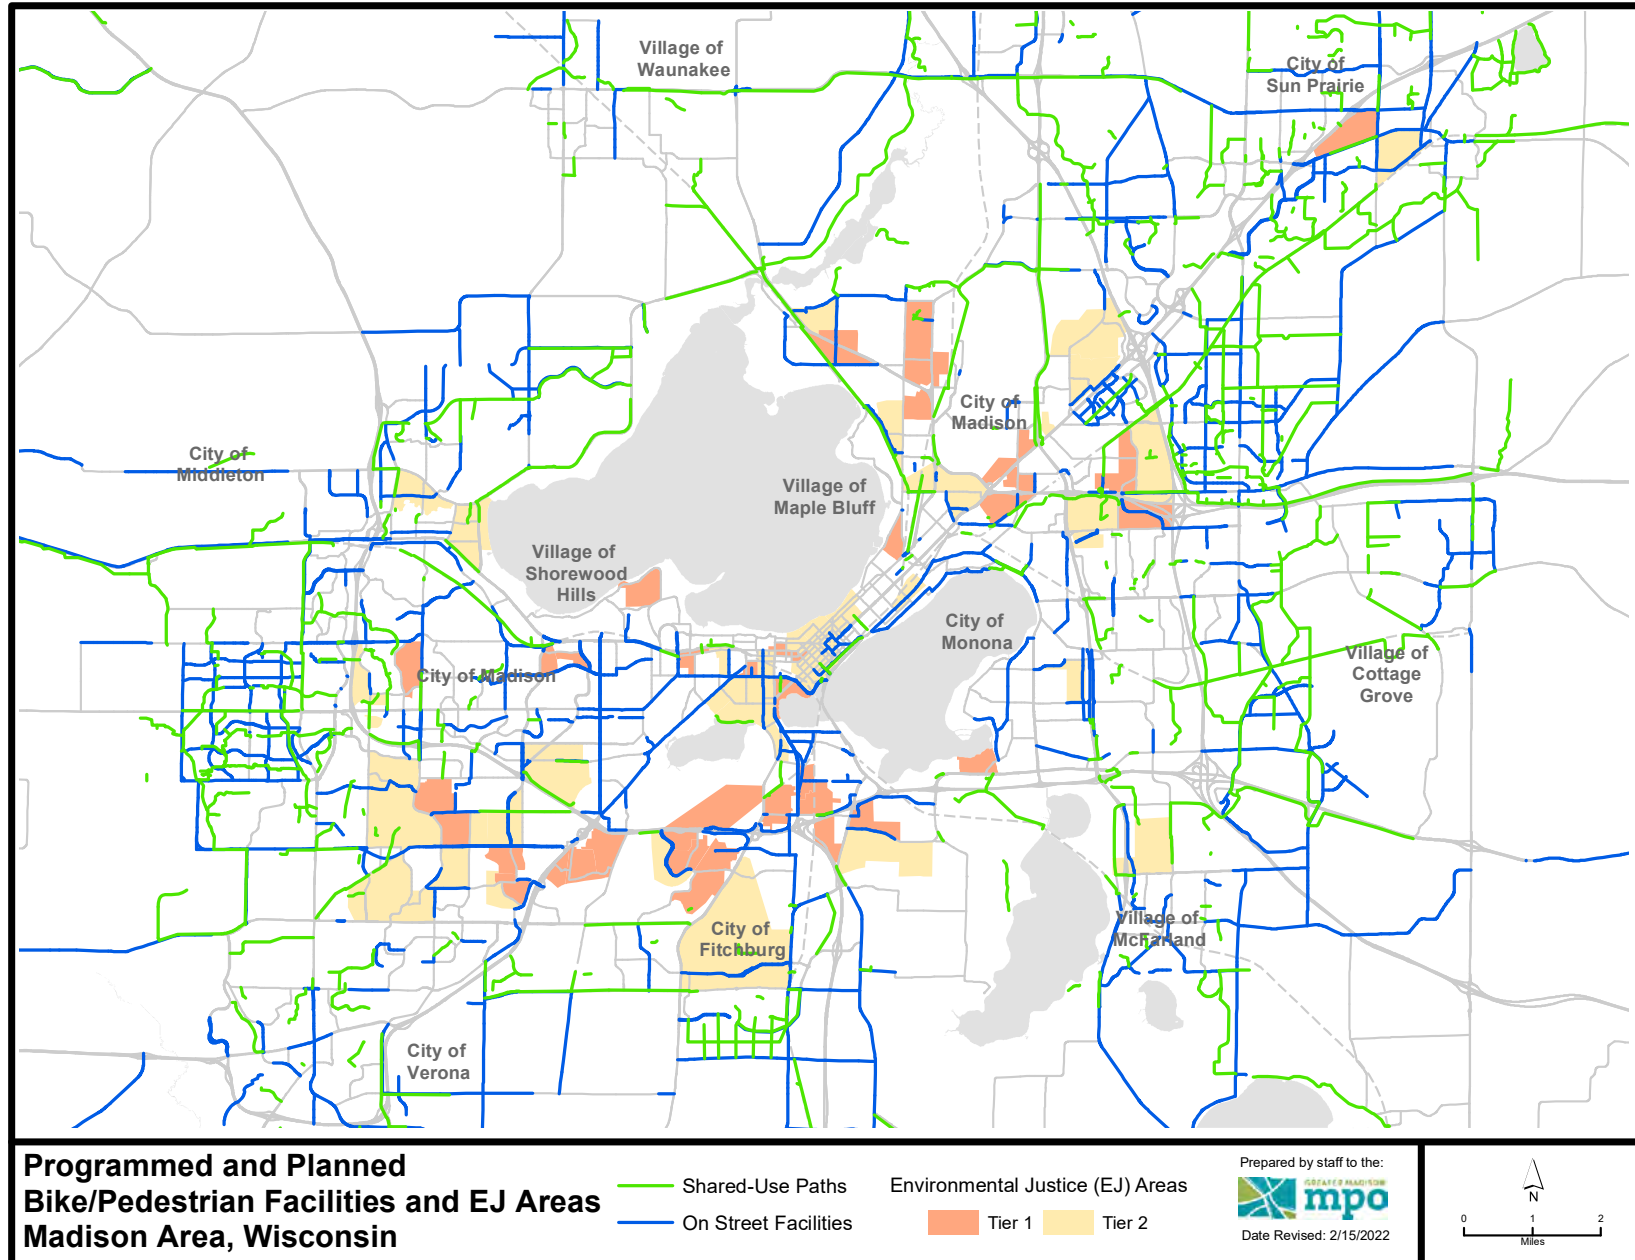 Village of
Waunakee
City of
Sun Prairie
City of
Madison
City of
Middleton
Village of
Maple Bluff
Village of
Shorewood
Hills
City of
Monona
City of Madison
Village of
Cottage
Grove
City of
Fitchburg
Village of
McFarland
City of
Verona
Programmed and Planned
Bike/Pedestrian Facilities and EJ Areas
Madison Area, Wisconsin
Shared-Use Paths
On Street Facilities
Environmental Justice (EJ) Areas
Tier 1
Tier 2
Prepared by staff to the:
GREATER MADISON
mpo
Date Revised: 2/15/2022
N
0 1 2
Miles